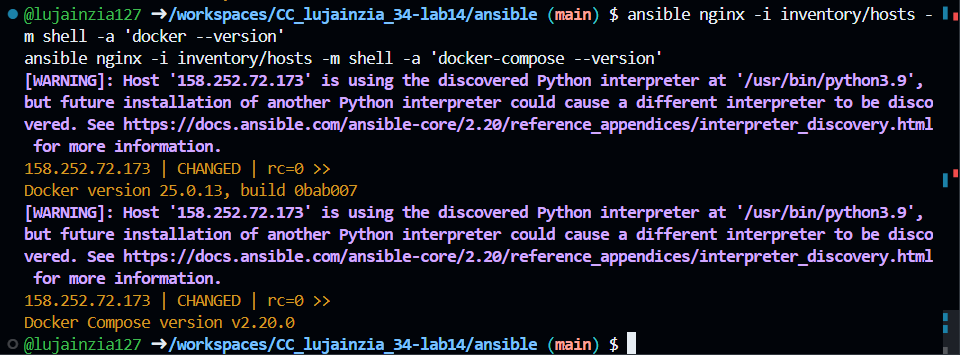 @lujainzia127 ➜/workspaces/CC_lujainzia_34-lab14/ansible (main) $ ansible nginx -i inventory/hosts -
m shell -a 'docker --version'
ansible nginx -i inventory/hosts -m shell -a 'docker-compose --version'
[WARNING]: Host '158.252.72.173' is using the discovered Python interpreter at '/usr/bin/python3.9',
but future installation of another Python interpreter could cause a different interpreter to be disco
vered. See https://docs.ansible.com/ansible-core/2.20/reference_appendices/interpreter_discovery.html
 for more information.
158.252.72.173 | CHANGED | rc=0 >>
Docker version 25.0.13, build 0bab007
[WARNING]: Host '158.252.72.173' is using the discovered Python interpreter at '/usr/bin/python3.9',
but future installation of another Python interpreter could cause a different interpreter to be disco
vered. See https://docs.ansible.com/ansible-core/2.20/reference_appendices/interpreter_discovery.html
 for more information.
158.252.72.173 | CHANGED | rc=0 >>
Docker Compose version v2.20.0
@lujainzia127 ➜/workspaces/CC_lujainzia_34-lab14/ansible (main) $